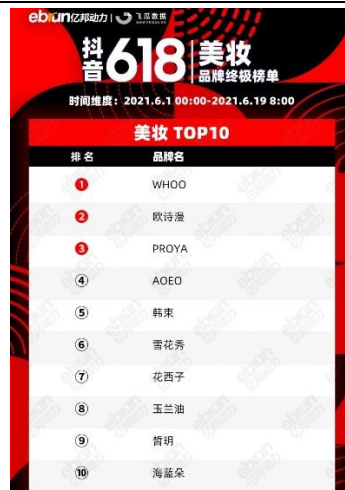 ebrun亿邦动力 | 飞瓜数据
抖音618 美妆
品牌终极榜单
时间维度：2021.6.1 00:00-2021.6.19 8:00
美妆 TOP10
排名 品牌名
1 WHOO
2 欧诗漫
3 PROYA
4 AOEO
5 韩束
6 雪花秀
7 花西子
8 玉兰油
9 皙玥
10 海蓝朵